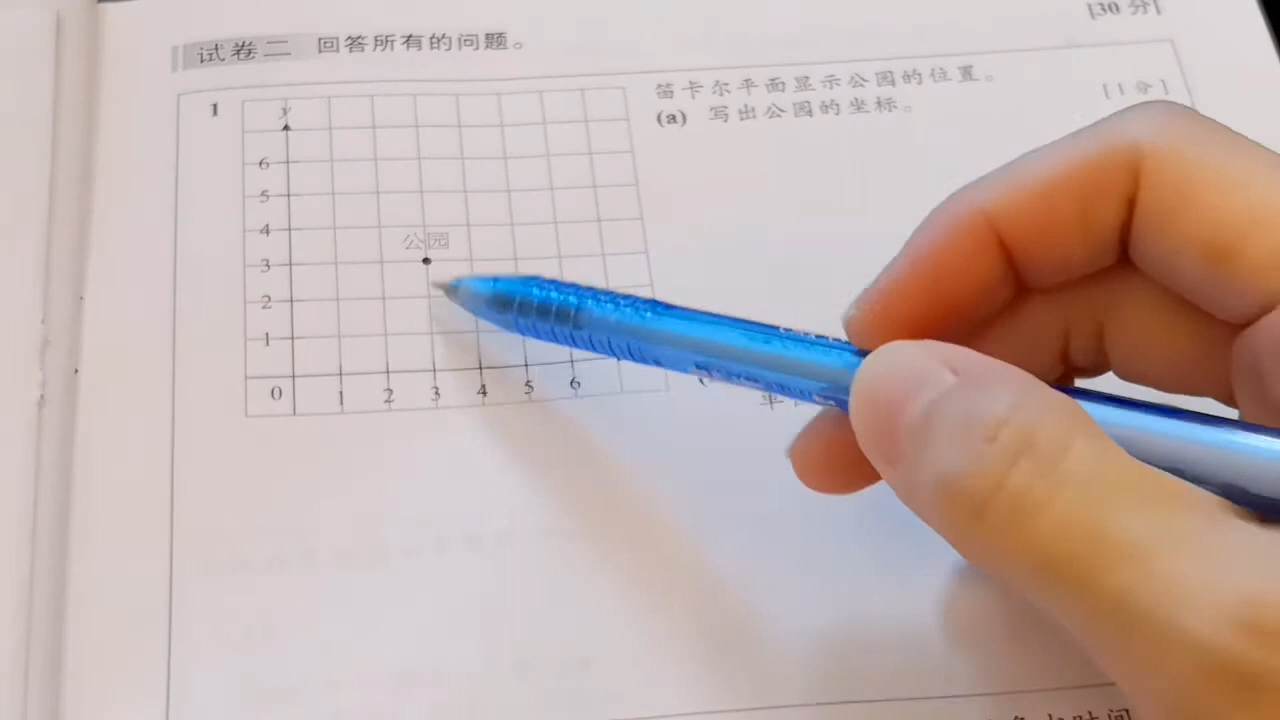 [30 分]
试卷二 回答所有的问题。
1
笛卡尔平面显示公园的位置。
(a) 写出公园的坐标。
[1 分]
y
6
5
4
公园
3
2
1
0 1 2 3 4 5 6